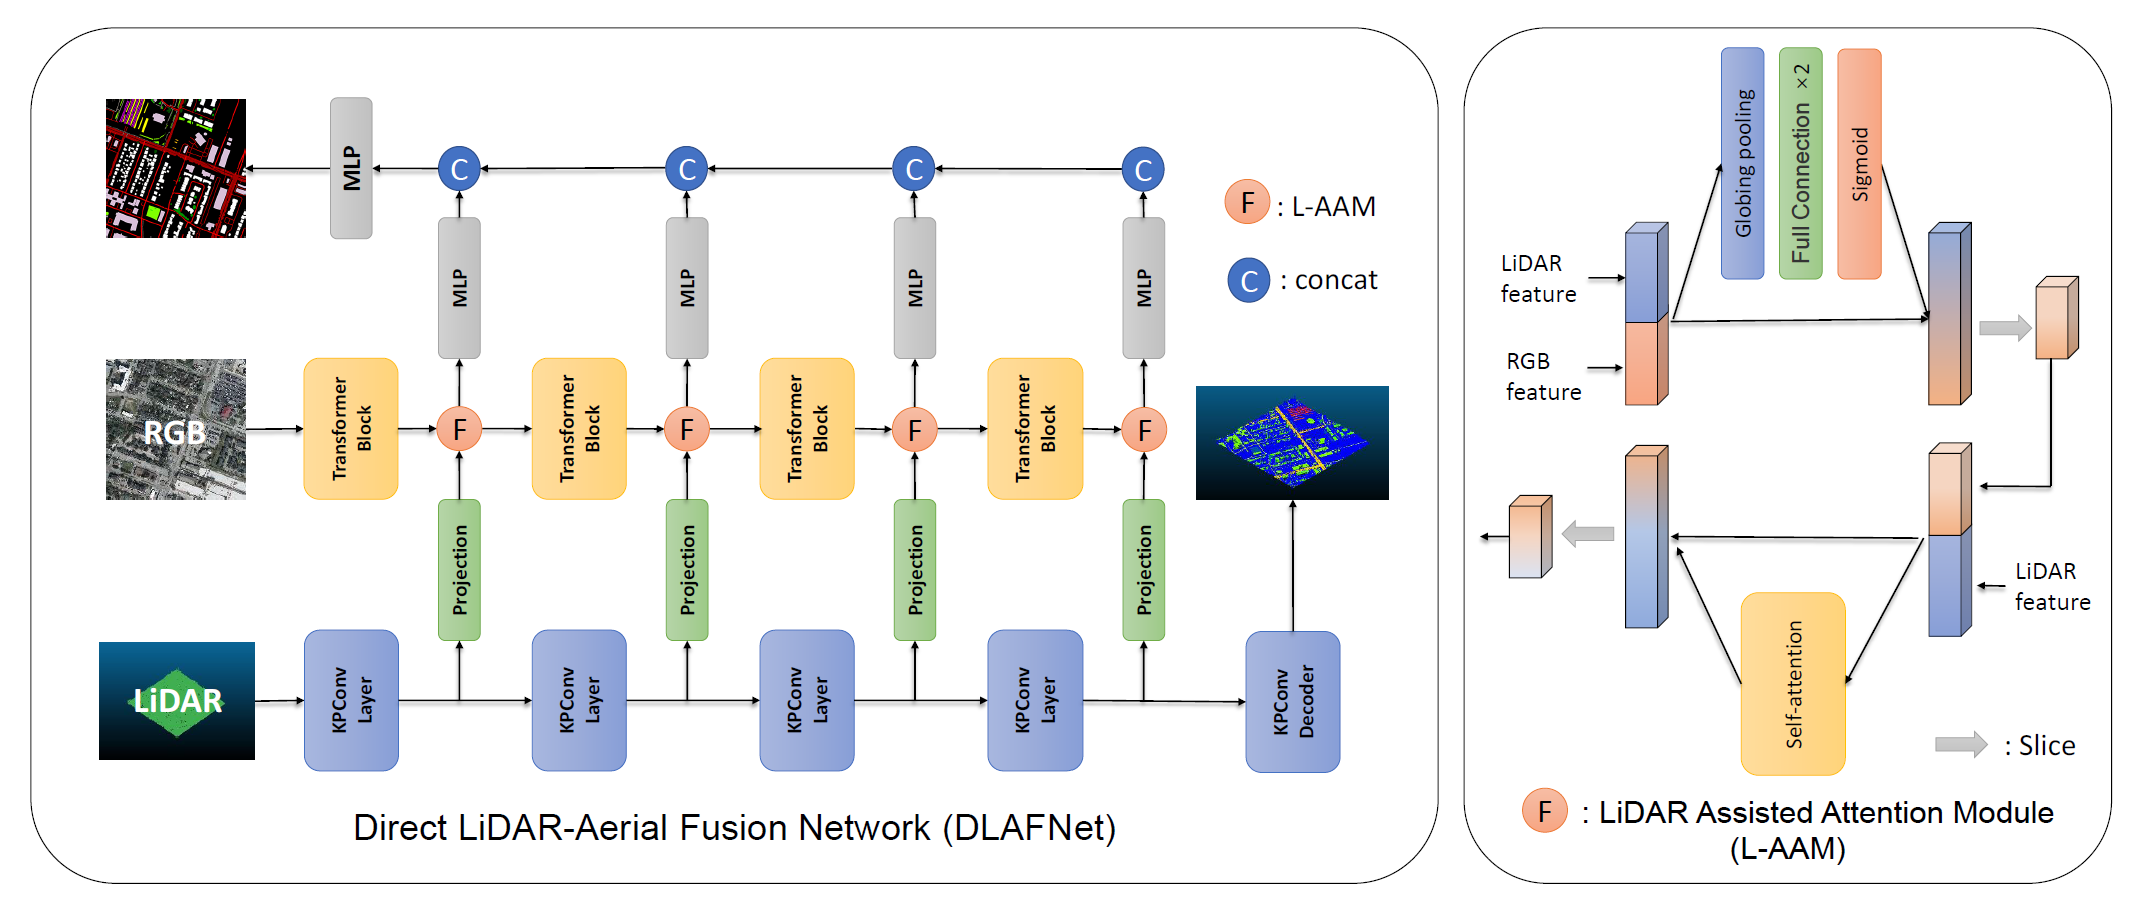 MLP
C
C
C
C
F : L-AAM
C : concat
MLP
MLP
MLP
MLP
RGB
Transformer
Block
F
Transformer
Block
F
Transformer
Block
F
Transformer
Block
F
Projection
Projection
Projection
Projection
LiDAR
KPConv
Layer
KPConv
Layer
KPConv
Layer
KPConv
Layer
KPConv
Decoder
Direct LiDAR-Aerial Fusion Network (DLAFNet)
Globing pooling
Full Connection ×2
Sigmoid
LiDAR
feature
RGB
feature
LiDAR
feature
Self-attention
: Slice
F : LiDAR Assisted Attention Module
(L-AAM)